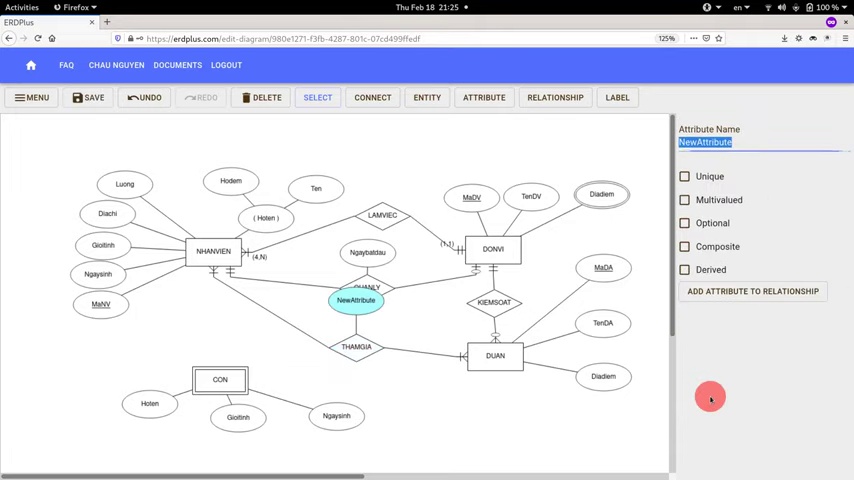 Activities Firefox Thu Feb 18 21:25 en 100 %
ERDPlus
https://erdplus.com/edit-diagram/980e1271-f3fb-4287-801c-07cd499ffedf 125%
FAQ CHAU NGUYEN DOCUMENTS LOGOUT
MENU SAVE UNDO REDO DELETE SELECT CONNECT ENTITY ATTRIBUTE RELATIONSHIP LABEL
Attribute Name
NewAttribute
Unique
Multivalued
Optional
Composite
Derived
ADD ATTRIBUTE TO RELATIONSHIP
Luong
Hodem
Ten
Diachi
( Hoten )
LAMVIEC
MaDV
TenDV
Diadiem
Gioitinh
NHANVIEN
(4,N)
Ngaybatdau
(1,1)
DONVI
Ngaysinh
MaNV
QUANLY
NewAttribute
KIEMSOAT
MaDA
THAMGIA
DUAN
TenDA
Diadiem
CON
Hoten
Gioitinh
Ngaysinh